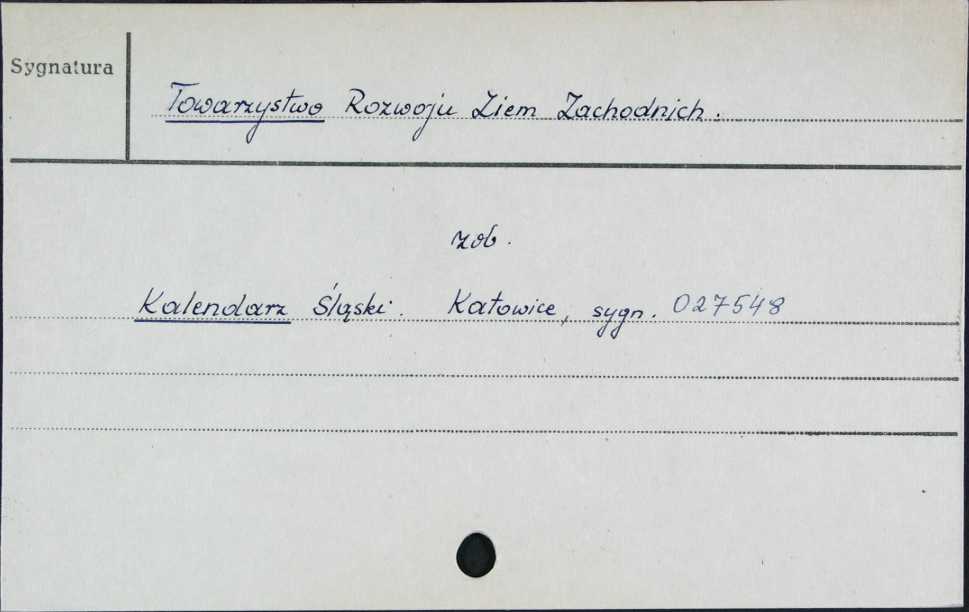 Sygnatura
Towarzystwo Rozwoju Ziem Zachodnich.
zob.
Kalendarz Śląski. Katowice, sygn. 027548